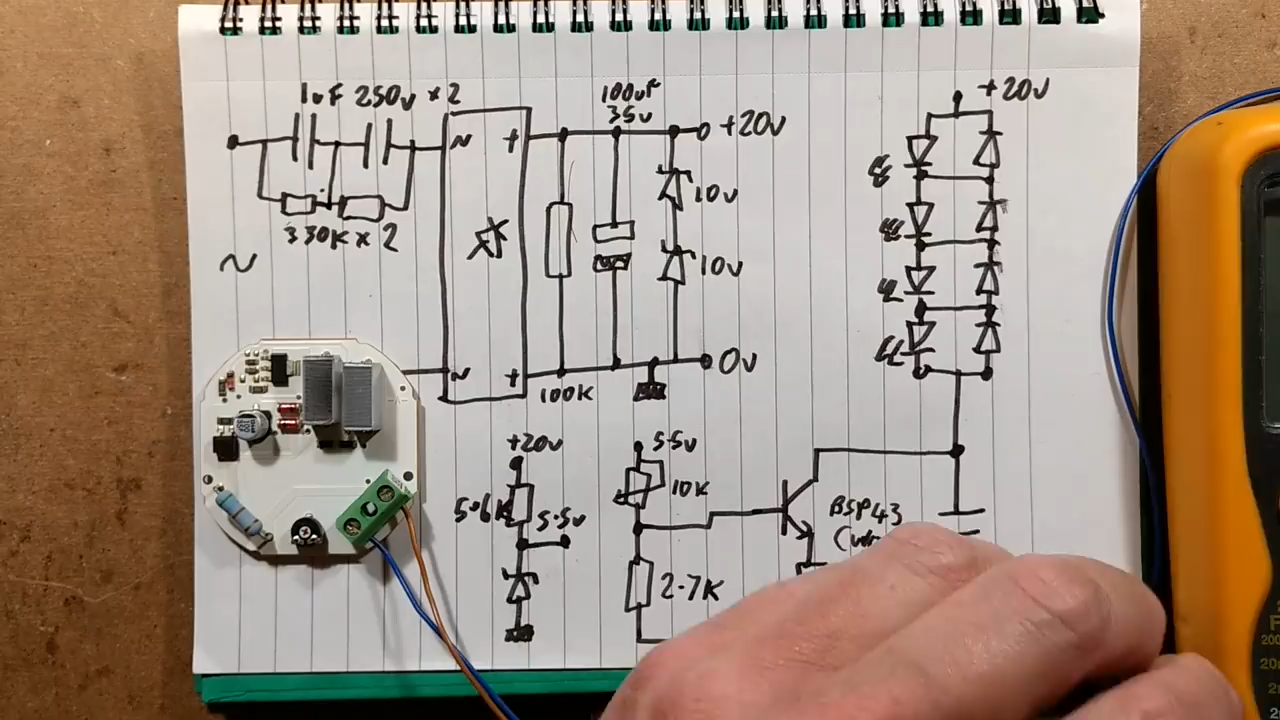 1uF 250v x 2
330K x 2
~
~
~
+
+
100uF
35v
+20v
10v
10v
0v
100K
+20v
5.6K
5.5v
5.5v
10K
2.7K
+20v
BSP43